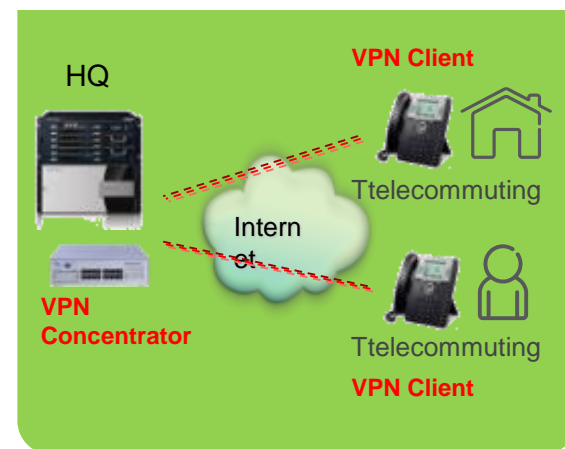 VPN Client
HQ
Ttelecommuting
Intern
et
VPN
Concentrator
Ttelecommuting
VPN Client